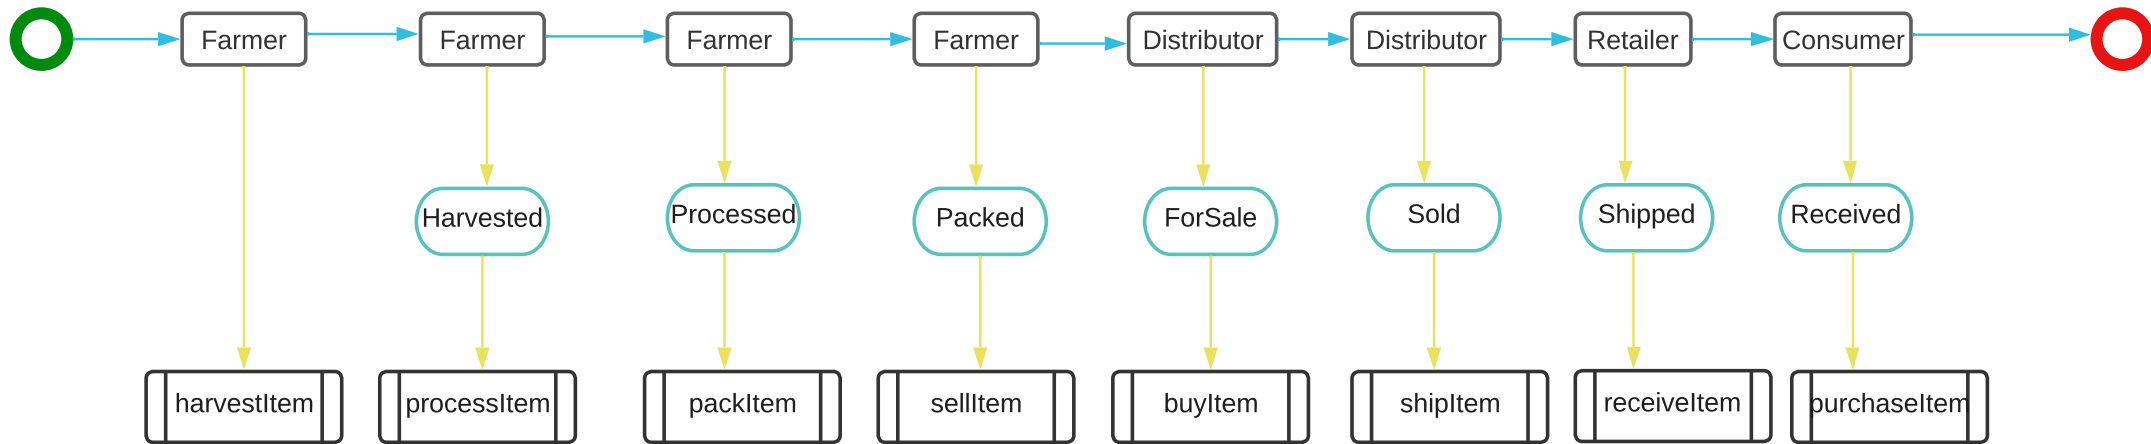 Farmer
Farmer
Farmer
Farmer
Distributor
Distributor
Retailer
Consumer
Harvested
Processed
Packed
ForSale
Sold
Shipped
Received
harvestItem
processItem
packItem
sellItem
buyItem
shipItem
receiveItem
purchaseItem